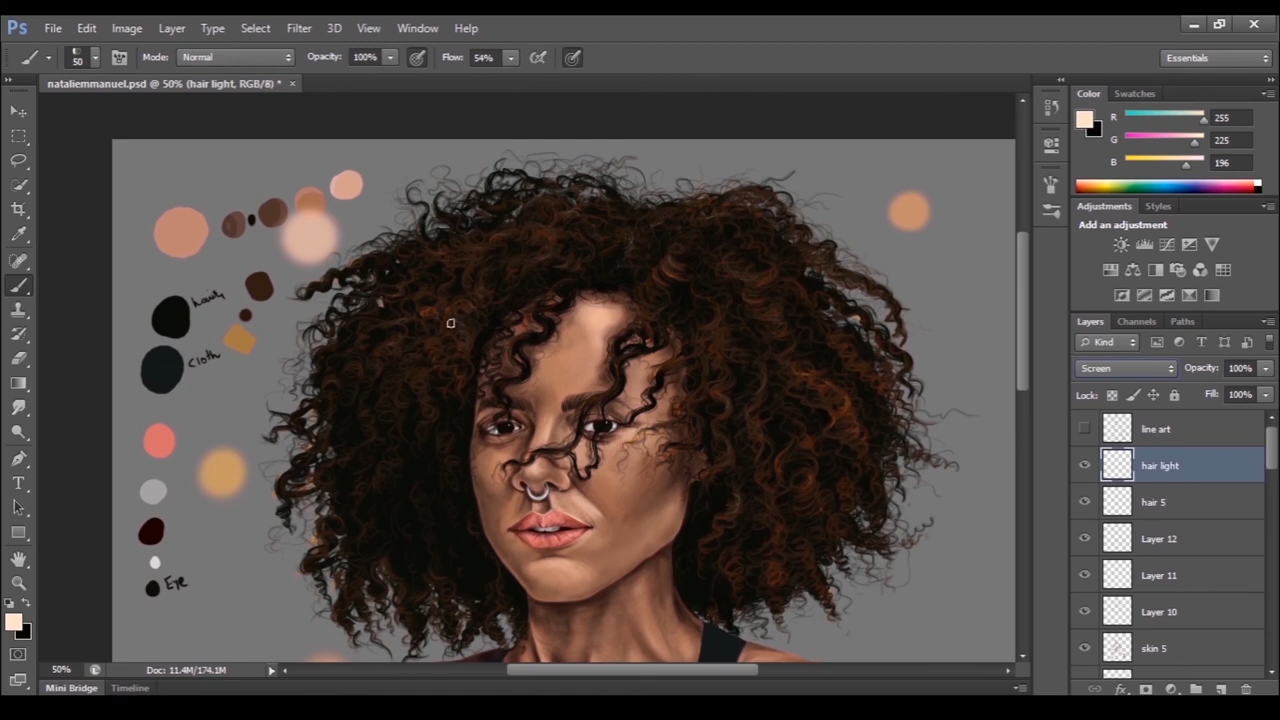 Ps File Edit Image Layer Type Select Filter 3D View Window Help
50 Mode: Normal Opacity: 100% Flow: 54% Essentials
nataliemmanuel.psd @ 50% (hair light, RGB/8) * ×
Color Swatches
R 255
G 225
B 196
Adjustments Styles
Add an adjustment
hair
Cloth
Eye
Layers Channels Paths
Kind
Screen Opacity: 100%
Lock: Fill: 100%
line art
hair light
hair 5
Layer 12
Layer 11
Layer 10
skin 5
50% Doc: 11.4M/174.1M
Mini Bridge Timeline